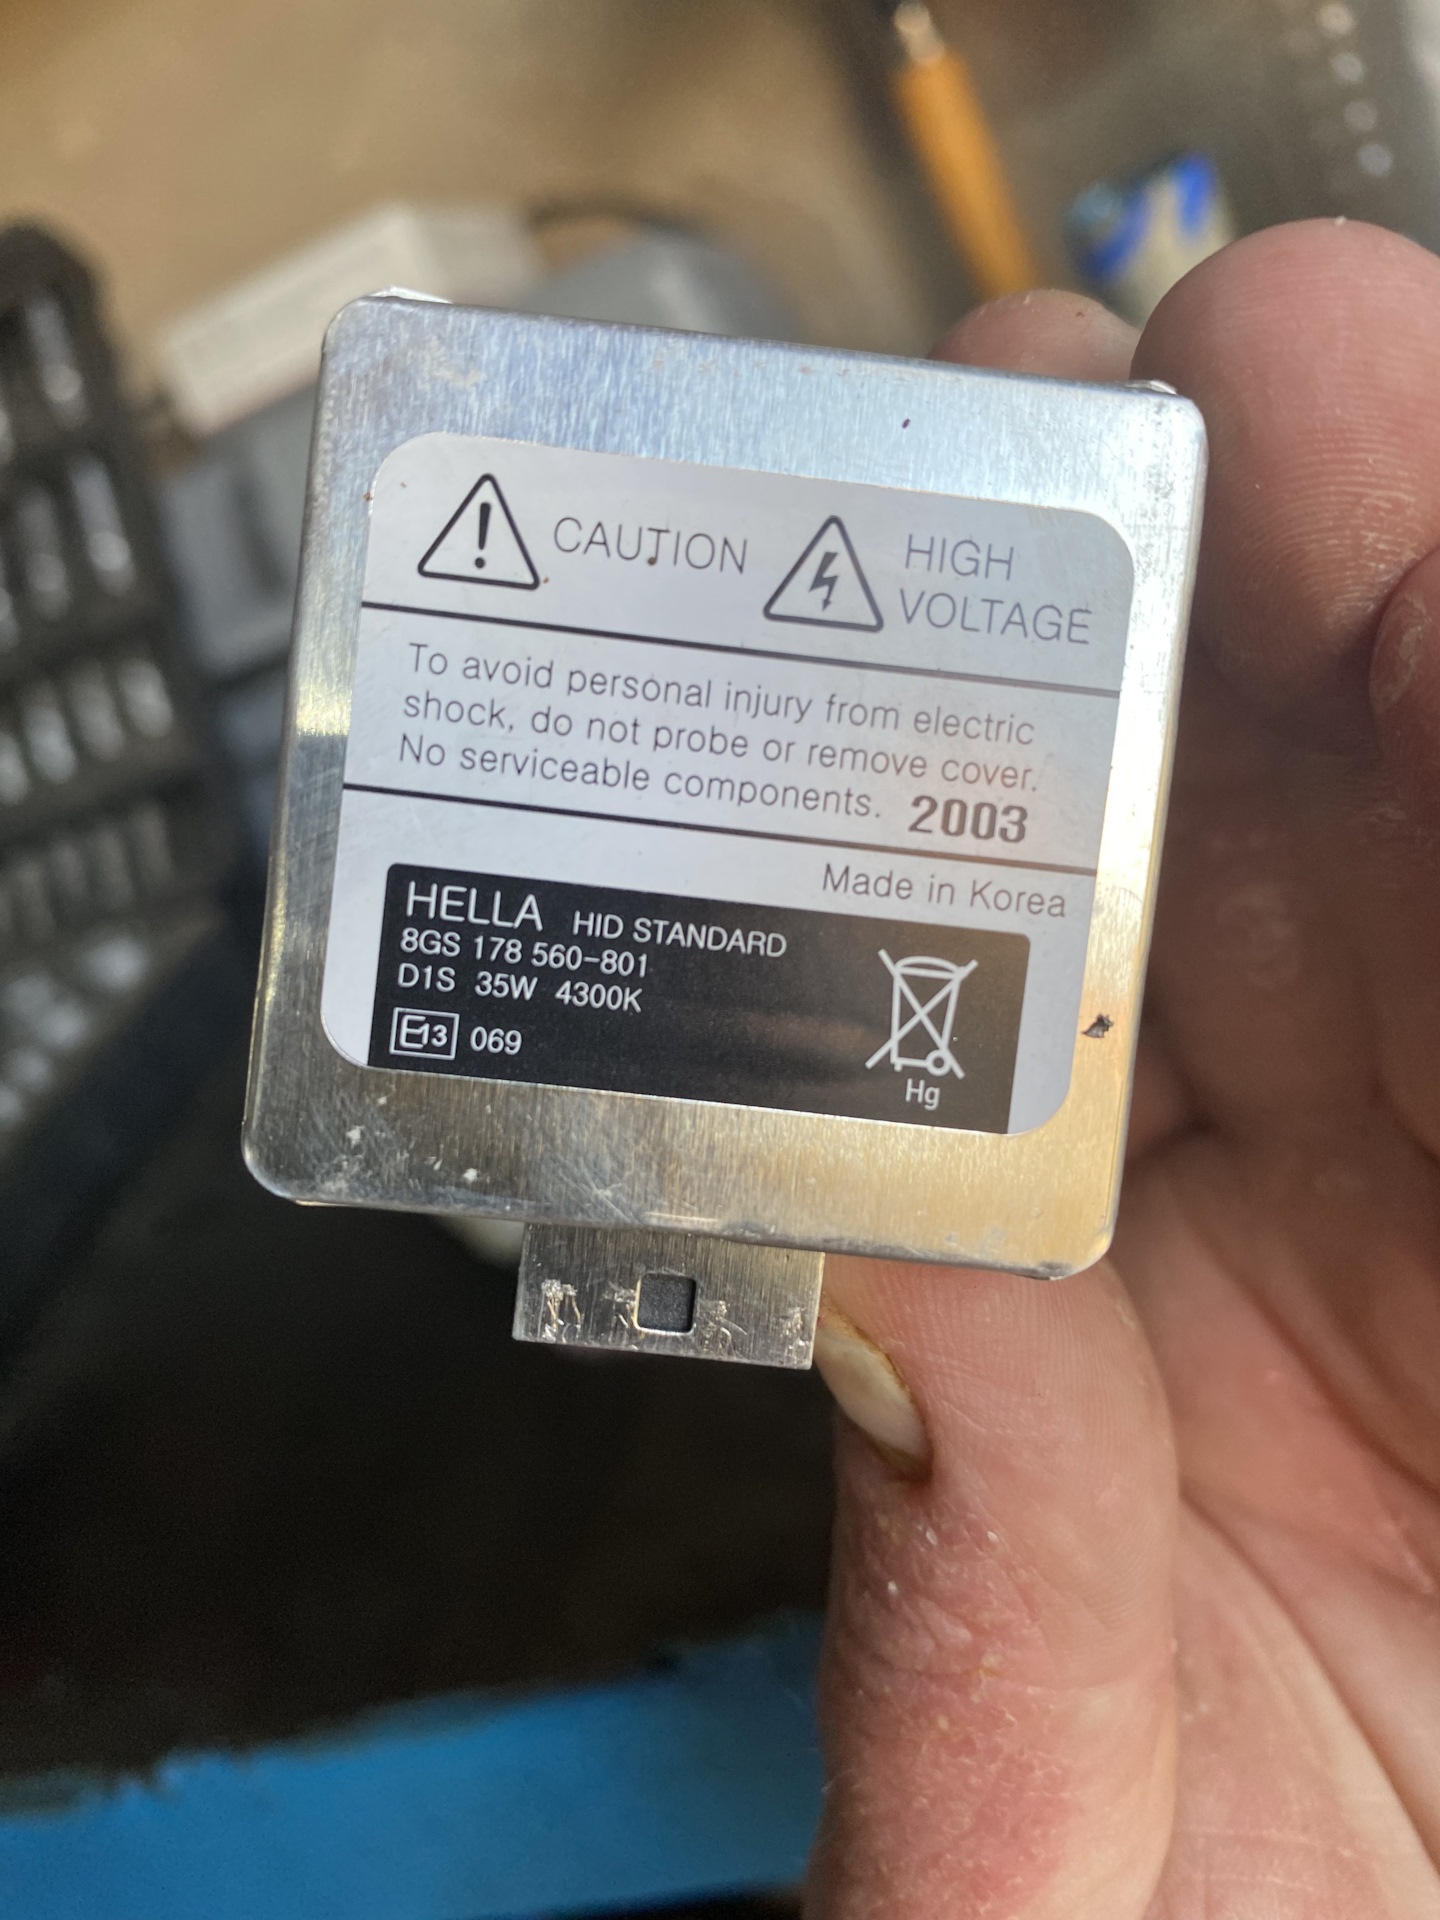 CAUTION HIGH VOLTAGE
To avoid personal injury from electric
shock, do not probe or remove cover.
No serviceable components. 2003
Made in Korea
HELLA HID STANDARD
8GS 178 560-801
D1S 35W 4300K
E13 069
Hg